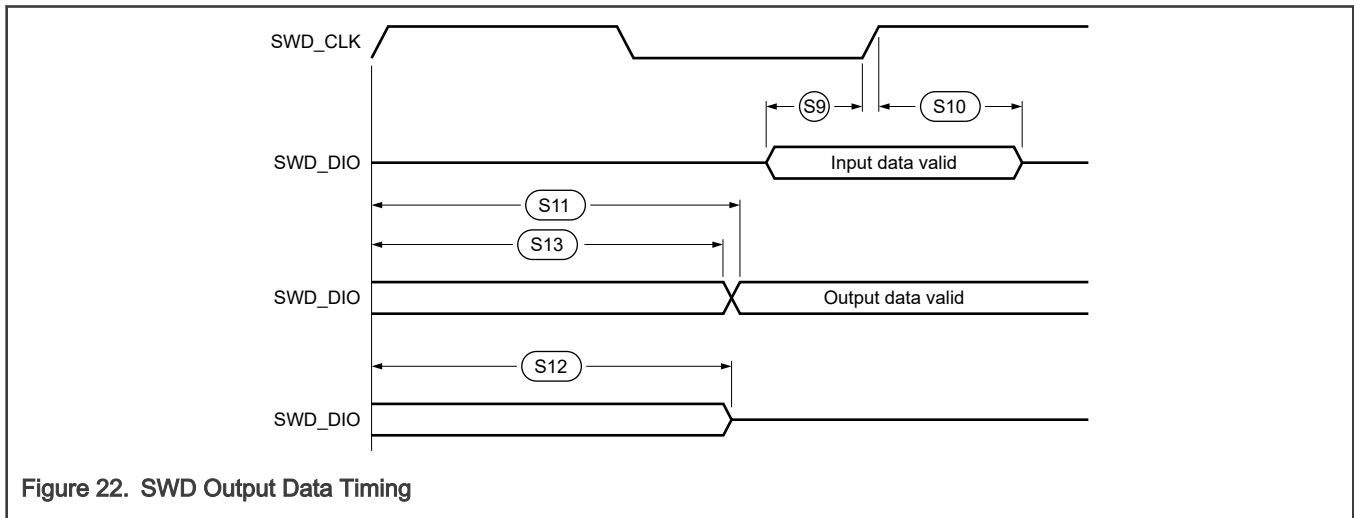 SWD_CLK
S9
S10
SWD_DIO
Input data valid
S11
S13
SWD_DIO
Output data valid
S12
SWD_DIO
Figure 22. SWD Output Data Timing